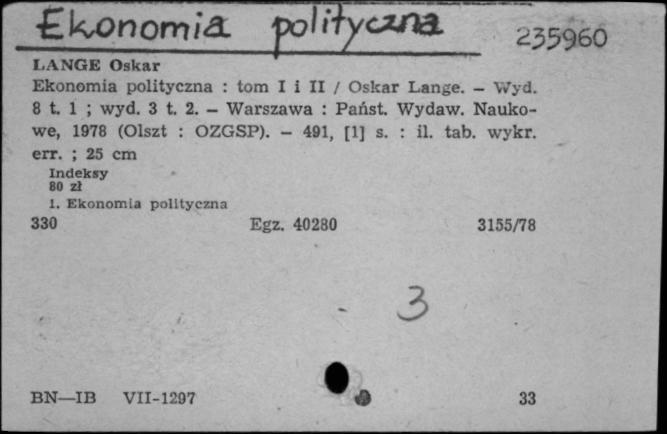 Ekonomia polityczna 235960
LANGE Oskar
Ekonomia polityczna : tom I i II / Oskar Lange. — Wyd.
8 t. 1 ; wyd. 3 t. 2. — Warszawa : Państ. Wydaw. Nauko-
we, 1978 (Olszt : OZGSP). — 491, [1] s. : il. tab. wykr.
err. ; 25 cm
Indeksy
80 zł
1. Ekonomia polityczna
330 Egz. 40280 3155/78
3
BN—IB VII-1297 33